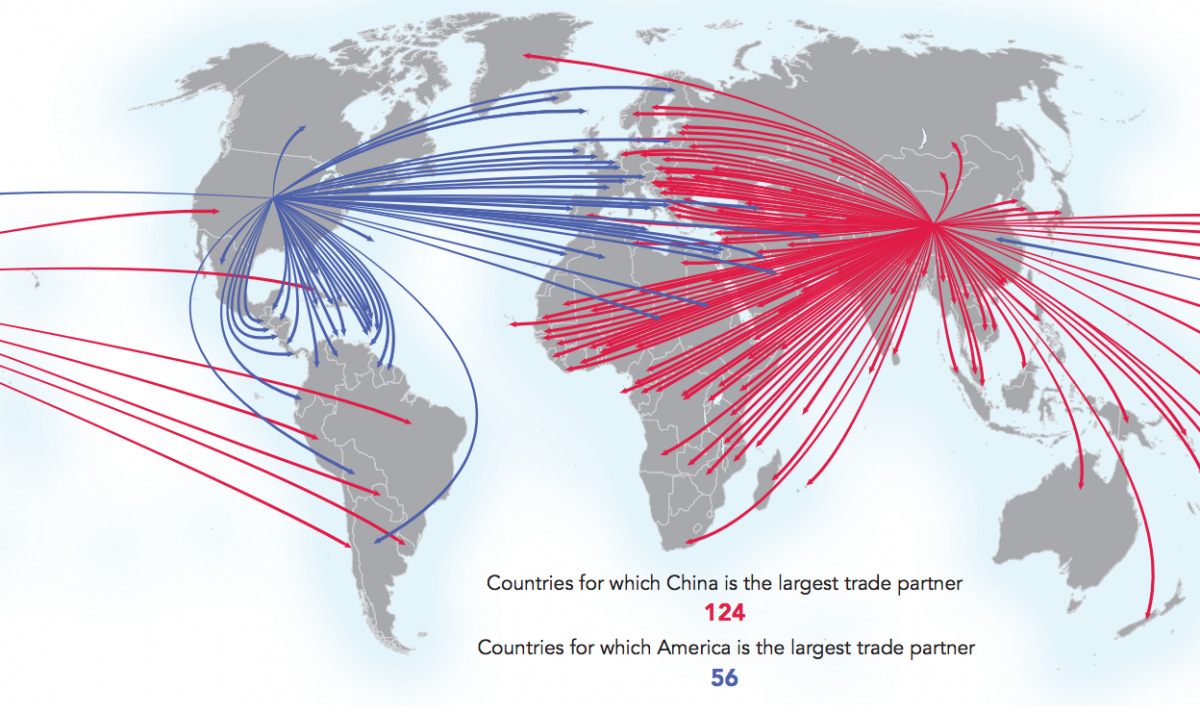 Countries for which China is the largest trade partner
124
Countries for which America is the largest trade partner
56